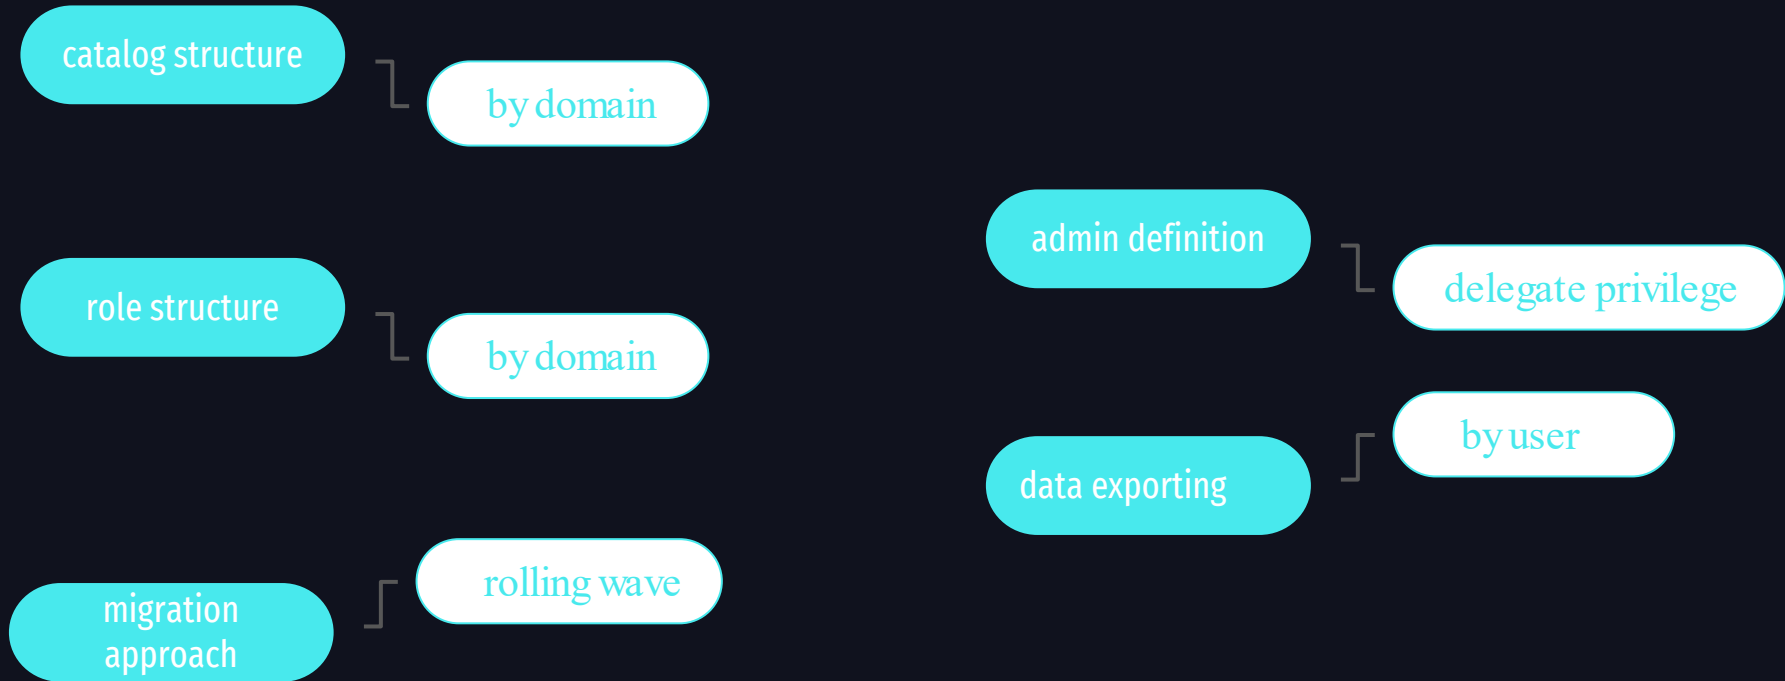 catalog structure
by domain
role structure
by domain
migration
approach
rolling wave
admin definition
delegate privilege
data exporting
by user